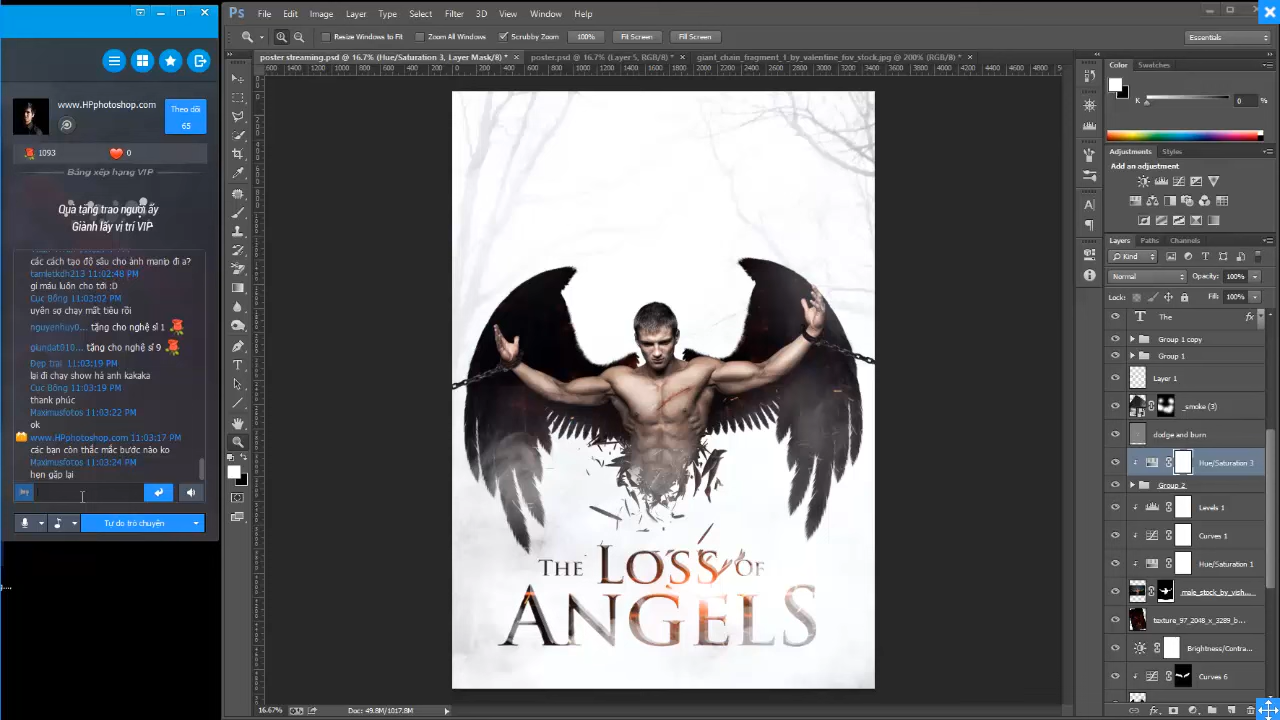 Ps File Edit Image Layer Type Select Filter 3D View Window Help
Resize Windows to Fit Zoom All Windows Scrubby Zoom 100% Fit Screen Fill Screen Essentials
poster streaming.psd @ 16.7% (Hue/Saturation 3, Layer Mask/8) * × poster.psd @ 16.7% (Layer 5, RGB/8) * × giant_chain_fragment_1_by_valentine_fov_stock.jpg @ 200% (RGB/8) * ×
www.HPphotoshop.com
Theo dõi
65
1093 0
Bảng xếp hạng VIP
Quà tặng trao người ấy
Giành lấy vị trí VIP
các cách tạo độ sâu cho ảnh manip đi a?
tamletkdh213 11:02:48 PM
gì máu luôn cho tới :D
Cuc Bông 11:03:02 PM
uyên sợ chạy mất tiêu rồi
nguyenhuy0... tặng cho nghệ sĩ 1
giundat910... tặng cho nghệ sĩ 9
Đẹp trai 11:03:19 PM
lại đi chạy show hả anh kakaka
Cuc Bông 11:03:19 PM
thank phúc
Maximusfotos 11:03:22 PM
ok
www.HPphotoshop.com 11:03:17 PM
các bạn còn thắc mắc bước nào ko
Maximusfotos 11:03:24 PM
hẹn gặp lại
Tự do trò chuyện
THE LOSS OF
ANGELS
16.67% Doc: 49.8M/1017.8M
Color Swatches
K 0 %
Adjustments Styles
Add an adjustment
Layers Paths Channels
Kind
Normal Opacity: 100%
Lock: Fill: 100%
T The fx
Group 1 copy
Group 1
Layer 1
_smoke (3)
dodge and burn
Hue/Saturation 3
Group 2
Levels 1
Curves 1
Hue/Saturation 1
male_stock_by_vish...
texture_97_2048_x_3289_b...
Brightness/Contra...
Curves 6